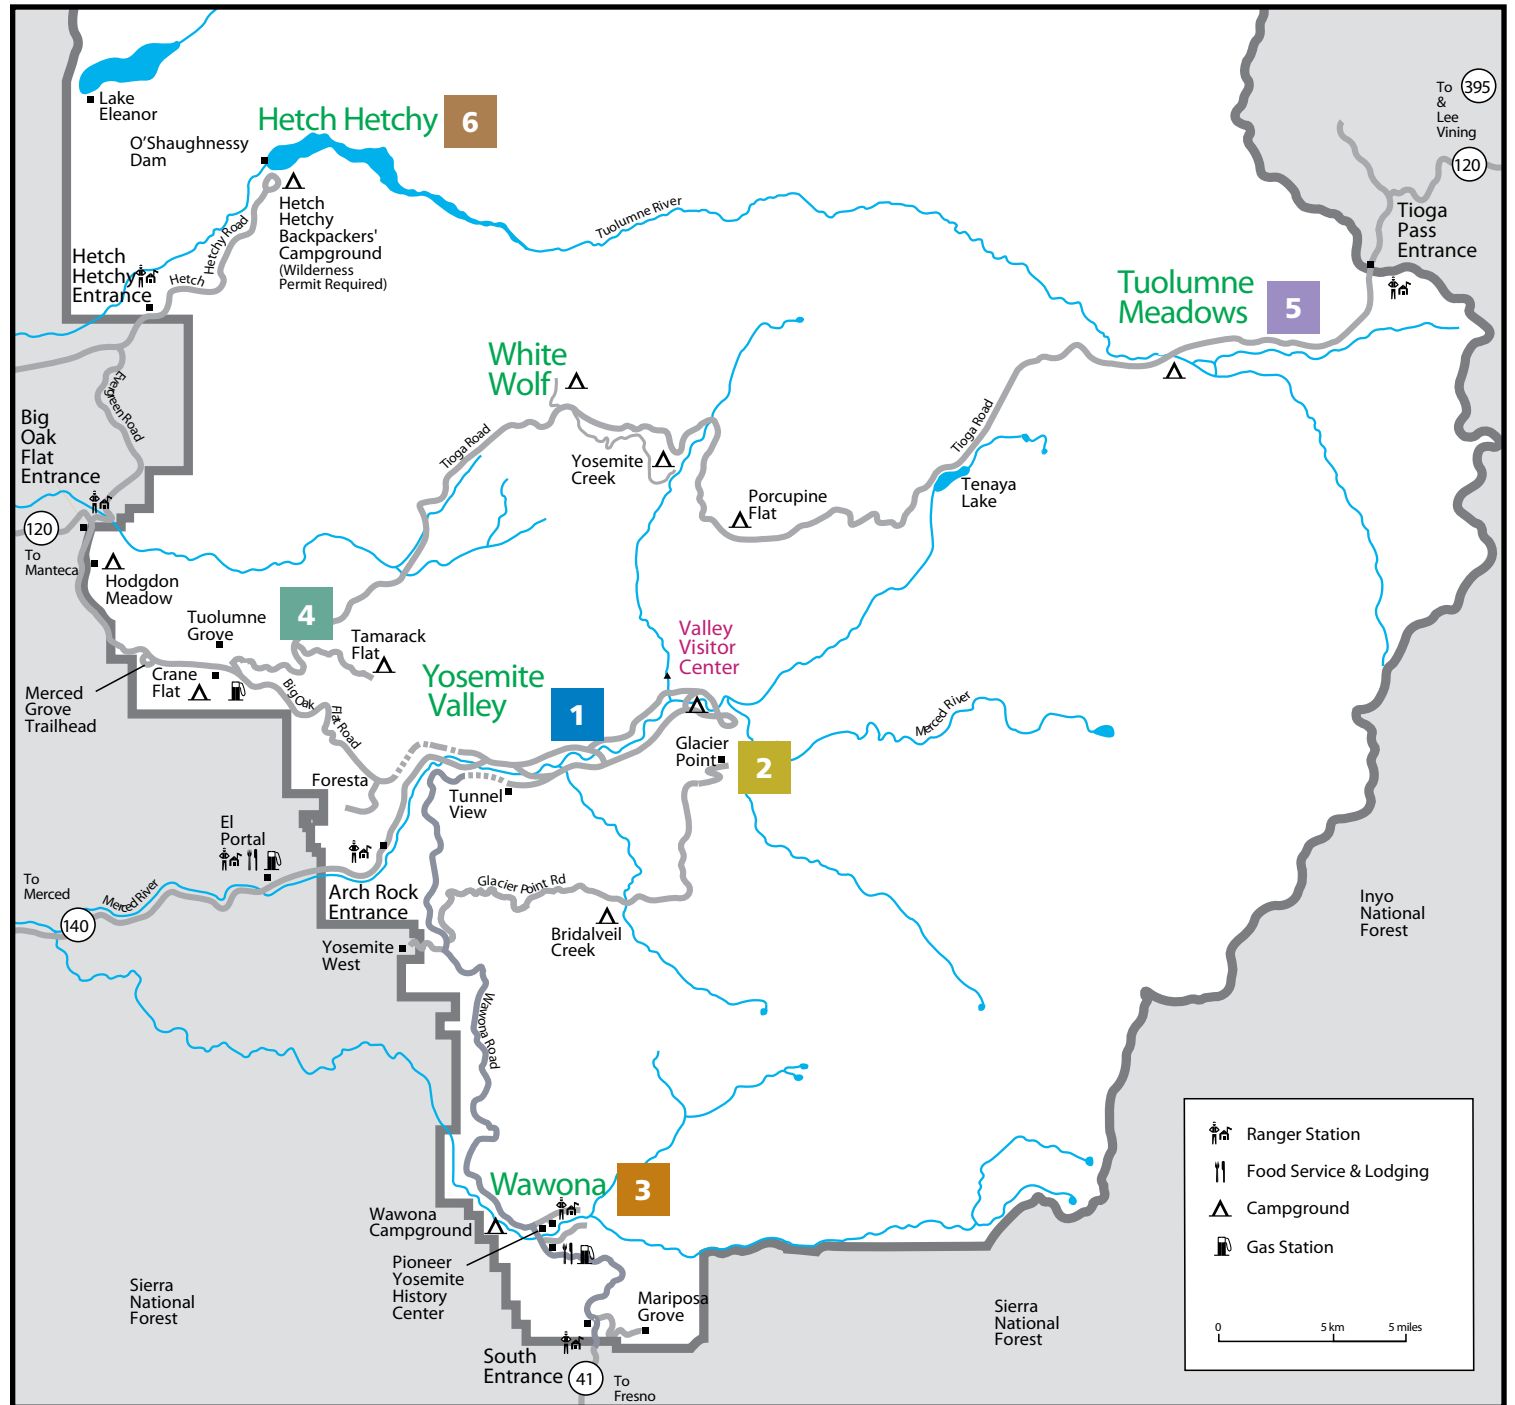 Lake
Eleanor
O'Shaughnessy
Dam
Hetch Hetchy
6
Hetch
Hetchy
Backpackers'
Campground
(Wilderness
Permit Required)
Hetch Hetchy Road
Hetch
Hetchy
Entrance
Evergreen Road
Big
Oak
Flat
Entrance
120
To
Manteca
Hodgdon
Meadow
Tuolumne
Grove
4
Tamarack
Flat
Crane
Flat
Merced
Grove
Trailhead
Big Oak
Flat Road
Foresta
White
Wolf
Tioga Road
Yosemite
Creek
Porcupine
Flat
Tuolumne River
Tuolumne
Meadows
5
Tioga Road
Tenaya
Lake
To
&
Lee
Vining
395
120
Tioga
Pass
Entrance
Valley
Visitor
Center
Yosemite
Valley
1
Merced River
Glacier
Point
2
Tunnel
View
El
Portal
To
Merced
Merced River
140
Arch Rock
Entrance
Glacier Point Rd
Bridalveil
Creek
Yosemite
West
Wawona Road
Inyo
National
Forest
Wawona
3
Wawona
Campground
Pioneer
Yosemite
History
Center
Mariposa
Grove
South
Entrance
41
To
Fresno
Sierra
National
Forest
Sierra
National
Forest
Ranger Station
Food Service & Lodging
Campground
Gas Station
0
5 km
5 miles